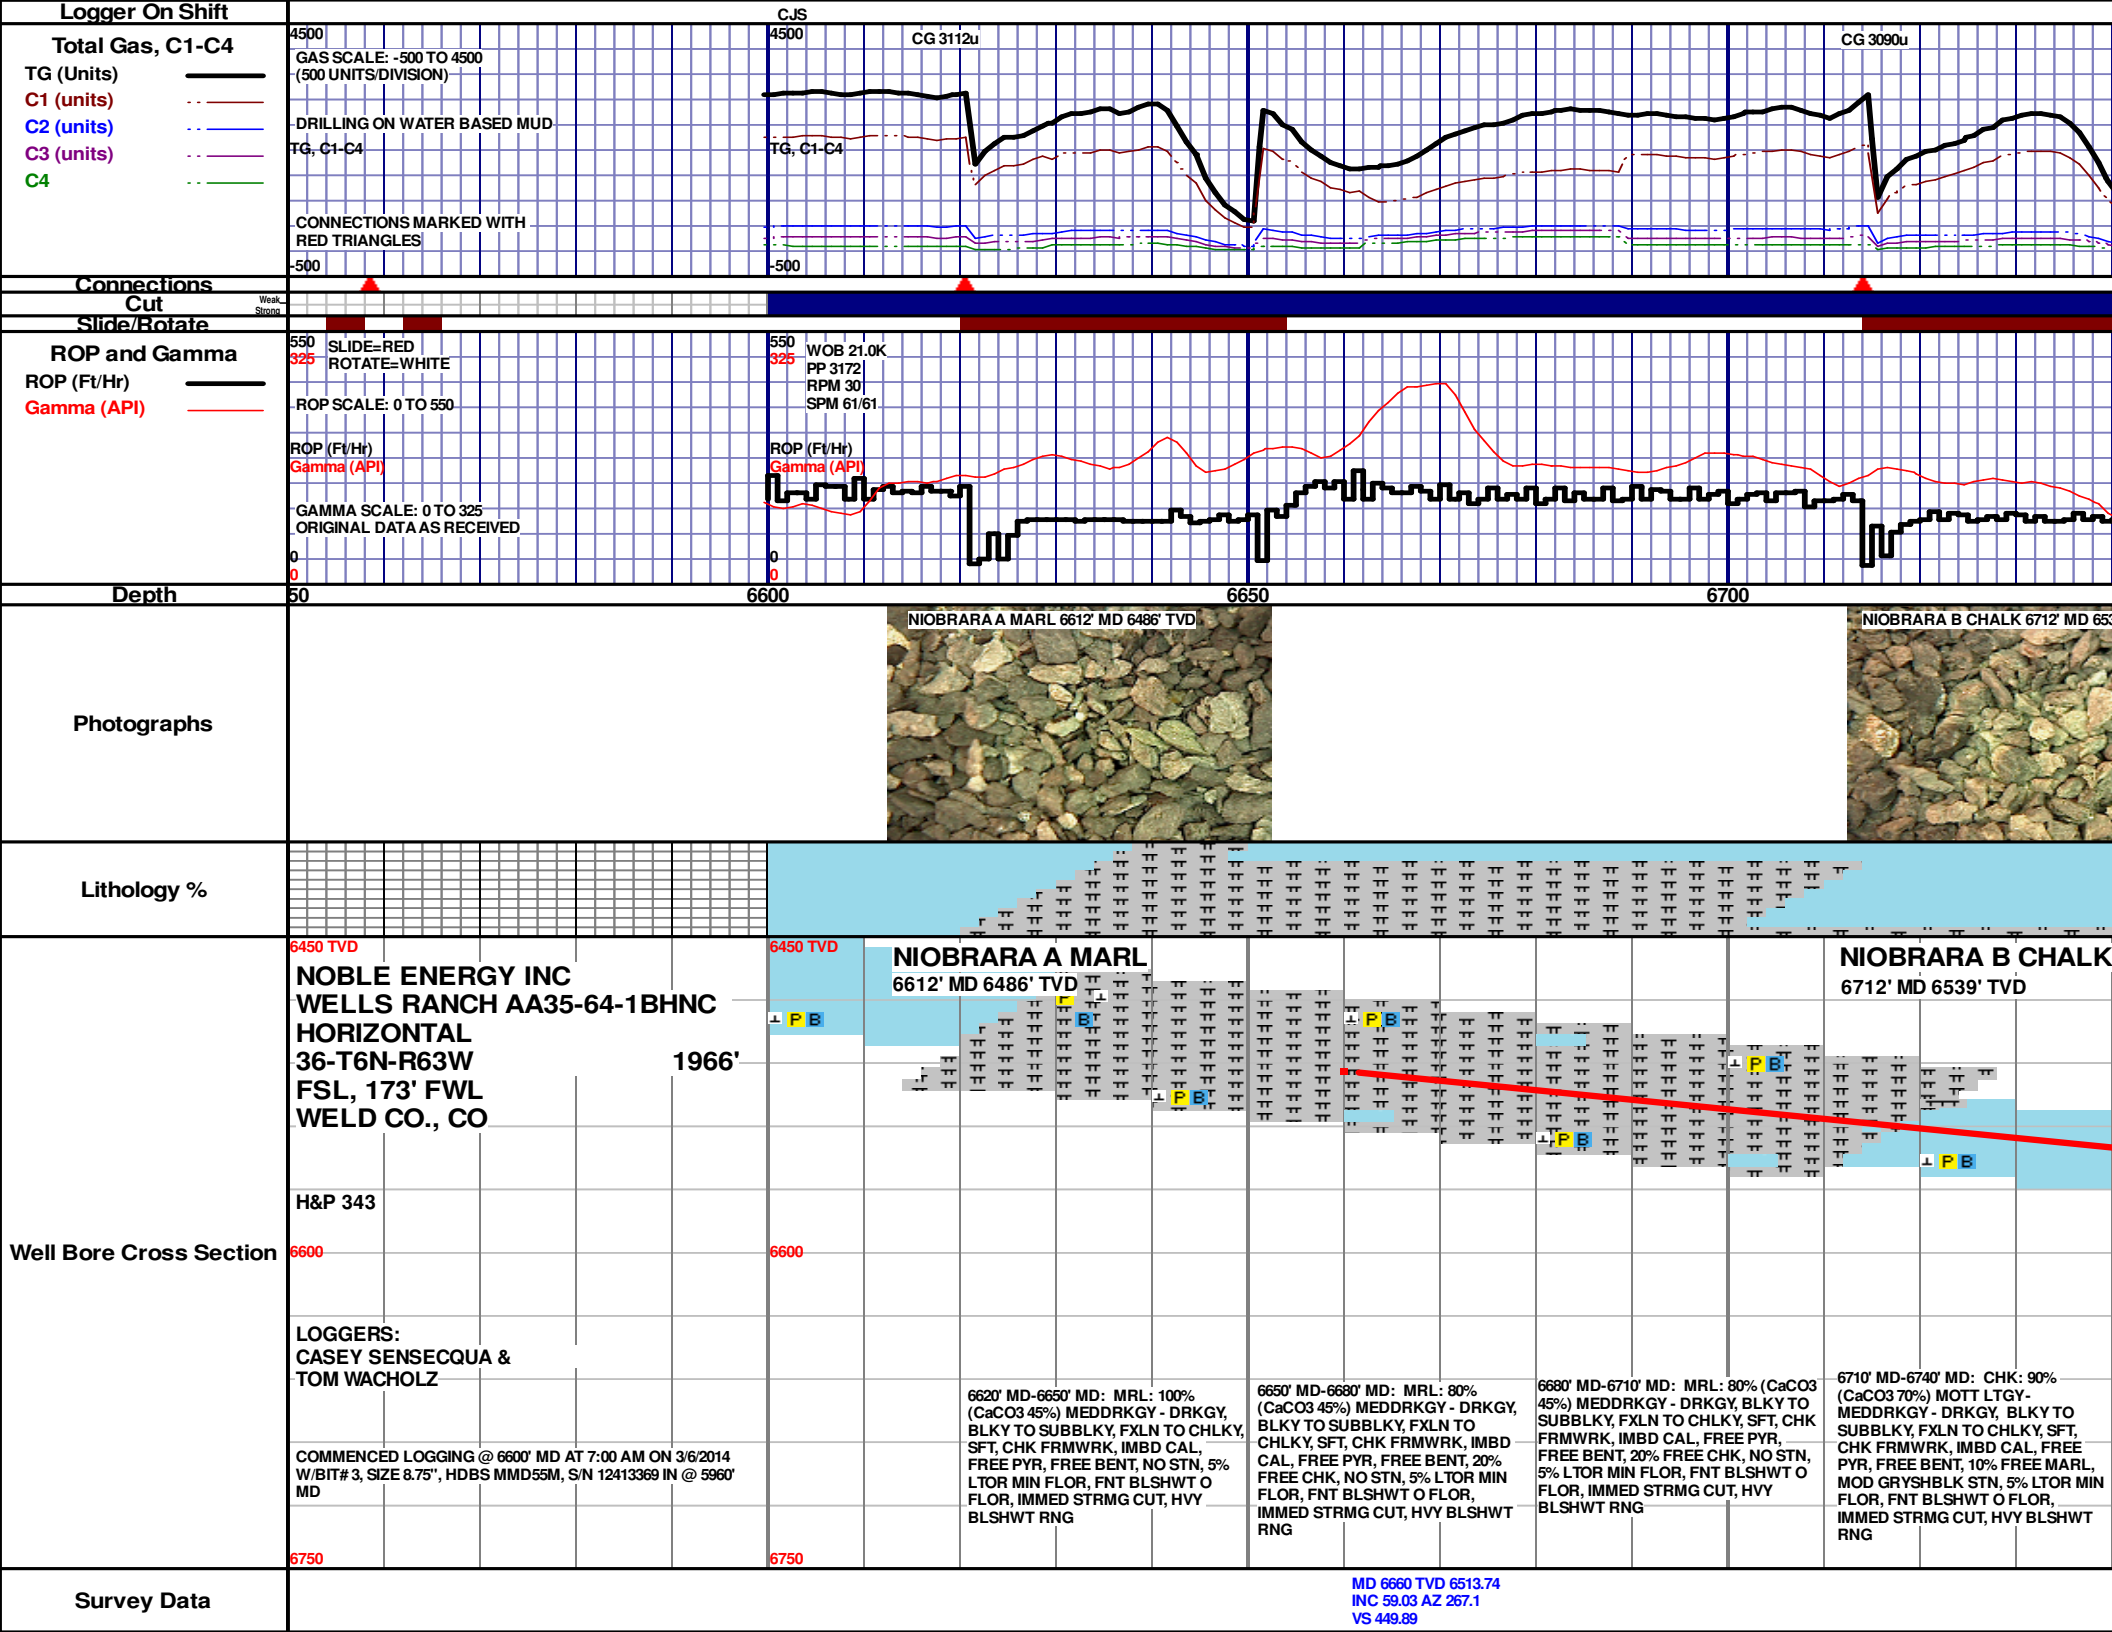 Logger On Shift
CJS
Total Gas, C1-C4
TG (Units)
C1 (units)
C2 (units)
C3 (units)
C4
4500
GAS SCALE: -500 TO 4500
(500 UNITS/DIVISION)
DRILLING ON WATER BASED MUD
TG, C1-C4
CONNECTIONS MARKED WITH
RED TRIANGLES
-500
4500
CG 3112u
CG 3090u
TG, C1-C4
-500
Connections
Cut
Weak
Strong
Slide/Rotate
ROP and Gamma
ROP (Ft/Hr)
Gamma (API)
550
325
SLIDE=RED
ROTATE=WHITE
ROP SCALE: 0 TO 550
ROP (Ft/Hr)
Gamma (API)
GAMMA SCALE: 0 TO 325
ORIGINAL DATA AS RECEIVED
0
0
550
325
WOB 21.0K
PP 3172
RPM 30
SPM 61/61
ROP (Ft/Hr)
Gamma (API)
0
0
Depth
50
6600
6650
6700
Photographs
NIOBRARA A MARL 6612' MD 6486' TVD
NIOBRARA B CHALK 6712' MD 653
Lithology %
Well Bore Cross Section
6450 TVD
NOBLE ENERGY INC
WELLS RANCH AA35-64-1BHNC
HORIZONTAL
36-T6N-R63W 1966'
FSL, 173' FWL
WELD CO., CO
H&P 343
6600
LOGGERS:
CASEY SENSECQUA &
TOM WACHOLZ
COMMENCED LOGGING @ 6600' MD AT 7:00 AM ON 3/6/2014
W/BIT# 3, SIZE 8.75", HDBS MMD55M, S/N 12413369 IN @ 5960'
MD
6750
6450 TVD
NIOBRARA A MARL
6612' MD 6486' TVD
NIOBRARA B CHALK
6712' MD 6539' TVD
P B
P
B
P B
P B
P B
P B
P B
6600
6750
6620' MD-6650' MD: MRL: 100%
(CaCO3 45%) MEDDRKGY - DRKGY,
BLKY TO SUBBLKY, FXLN TO CHLKY,
SFT, CHK FRMWRK, IMBD CAL,
FREE PYR, FREE BENT, NO STN, 5%
LTOR MIN FLOR, FNT BLSHWT O
FLOR, IMMED STRMG CUT, HVY
BLSHWT RNG
6650' MD-6680' MD: MRL: 80%
(CaCO3 45%) MEDDRKGY - DRKGY,
BLKY TO SUBBLKY, FXLN TO
CHLKY, SFT, CHK FRMWRK, IMBD
CAL, FREE PYR, FREE BENT, 20%
FREE CHK, NO STN, 5% LTOR MIN
FLOR, FNT BLSHWT O FLOR,
IMMED STRMG CUT, HVY BLSHWT
RNG
6680' MD-6710' MD: MRL: 80% (CaCO3
45%) MEDDRKGY - DRKGY, BLKY TO
SUBBLKY, FXLN TO CHLKY, SFT, CHK
FRMWRK, IMBD CAL, FREE PYR,
FREE BENT, 20% FREE CHK, NO STN,
5% LTOR MIN FLOR, FNT BLSHWT O
FLOR, IMMED STRMG CUT, HVY
BLSHWT RNG
6710' MD-6740' MD: CHK: 90%
(CaCO3 70%) MOTT LTGY-
MEDDRKGY - DRKGY, BLKY TO
SUBBLKY, FXLN TO CHLKY, SFT,
CHK FRMWRK, IMBD CAL, FREE
PYR, FREE BENT, 10% FREE MARL,
MOD GRYSHBLK STN, 5% LTOR MIN
FLOR, FNT BLSHWT O FLOR,
IMMED STRMG CUT, HVY BLSHWT
RNG
Survey Data
MD 6660 TVD 6513.74
INC 59.03 AZ 267.1
VS 449.89